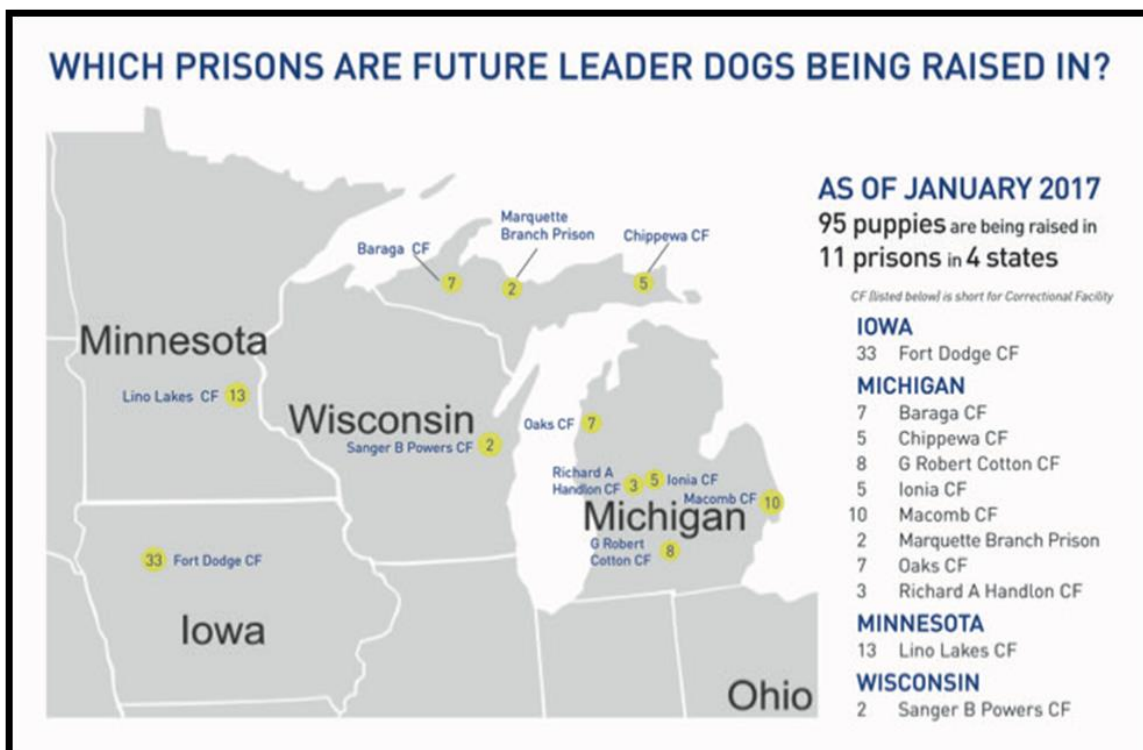 WHICH PRISONS ARE FUTURE LEADER DOGS BEING RAISED IN?
AS OF JANUARY 2017
95 puppies are being raised in
11 prisons in 4 states
CF (listed below) is short for Correctional Facility
IOWA
33 Fort Dodge CF
MICHIGAN
7 Baraga CF
5 Chippewa CF
8 G Robert Cotton CF
5 Ionia CF
10 Macomb CF
2 Marquette Branch Prison
7 Oaks CF
3 Richard A Handlon CF
MINNESOTA
13 Lino Lakes CF
WISCONSIN
2 Sanger B Powers CF
Marquette
Branch Prison
2
Baraga CF
7
Chippewa CF
5
Minnesota
Lino Lakes CF 13
Wisconsin
Sanger B Powers CF 2
Oaks CF 7
Richard A
Handlon CF 3
5 Ionia CF
Macomb CF 10
Michigan
G Robert
Cotton CF 8
33 Fort Dodge CF
Iowa
Ohio